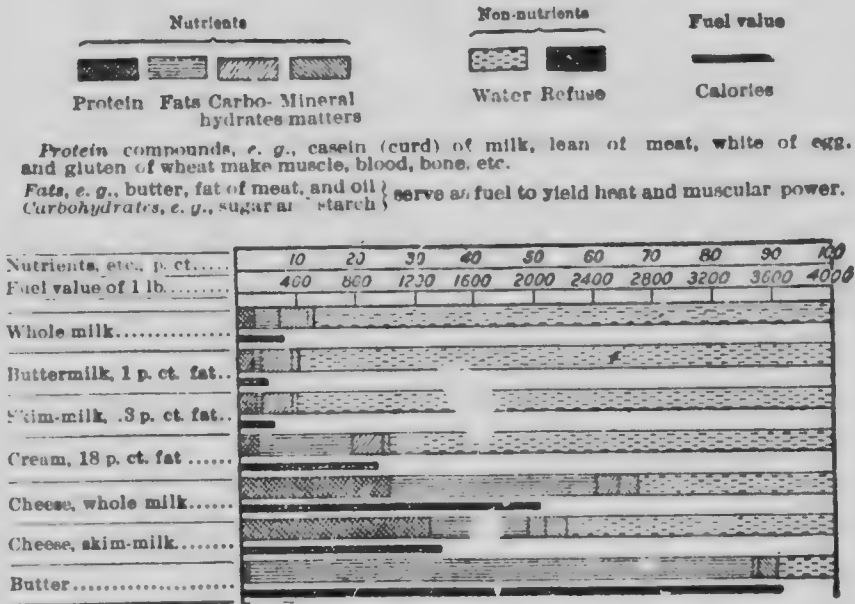 Nutrients Non-nutrients Fuel value
Protein Fats Carbo- Mineral Water Refuse Calories
hydrates matters
Protein compounds, e. g., casein (curd) of milk, lean of meat, white of egg,
and gluten of wheat make muscle, blood, bone, etc.
Fats, e. g., butter, fat of meat, and oil } serve as fuel to yield heat and muscular power.
Carbohydrates, e. g., sugar starch }
Nutrients, etc., p. ct..... 10 20 30 40 50 60 70 80 90 100
Fuel value of 1 lb......... 400 800 1200 1600 2000 2400 2800 3200 3600 4000
Whole milk................
Buttermilk, 1 p. ct. fat..
Skim-milk, .3 p. ct. fat..
Cream, 18 p. ct. fat ......
Cheese, whole milk......
Cheese, skim-milk........
Butter.....................